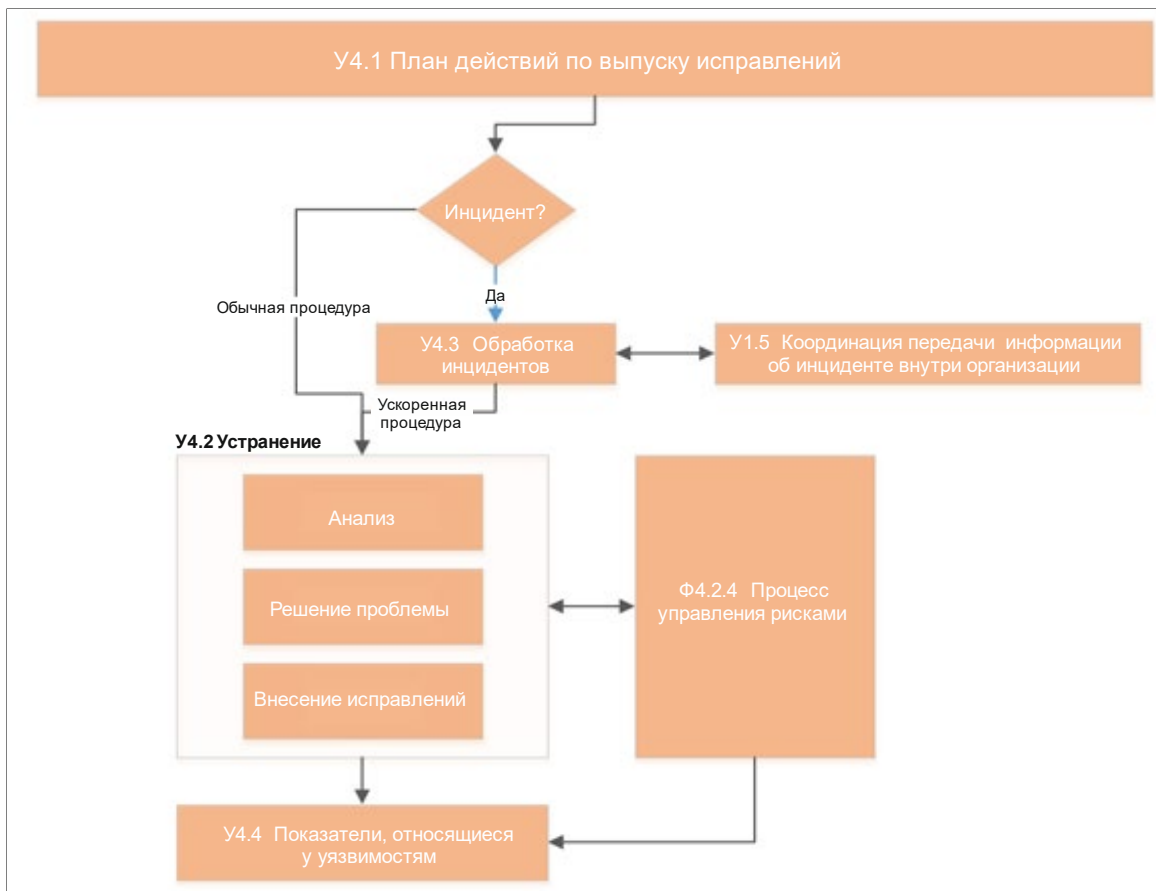 У4.1 План действий по выпуску исправлений
Инцидент?
Да
Обычная процедура
У4.3 Обработка
инцидентов
У1.5 Координация передачи информации
об инциденте внутри организации
Ускоренная
процедура
У4.2 Устранение
Анализ
Решение проблемы
Внесение исправлений
Ф4.2.4 Процесс
управления рисками
У4.4 Показатели, относящиеся
у уязвимостям